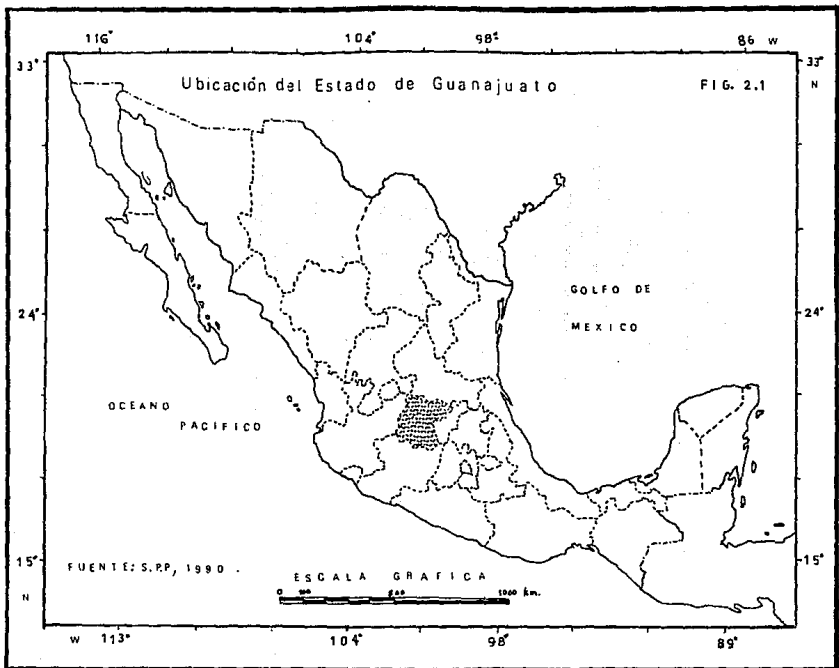 116° 104° 98° 86 W
33° 33°
Ubicación del Estado de Guanajuato FIG. 2.1
N
GOLFO DE
24° 24°
MEXICO
OCEANO
PACIFICO
15° 15°
FUENTE: S.P.P, 1990.
ESCALA GRAFICA
N N
0 1000 km.
W 113° 104° 98° 89°